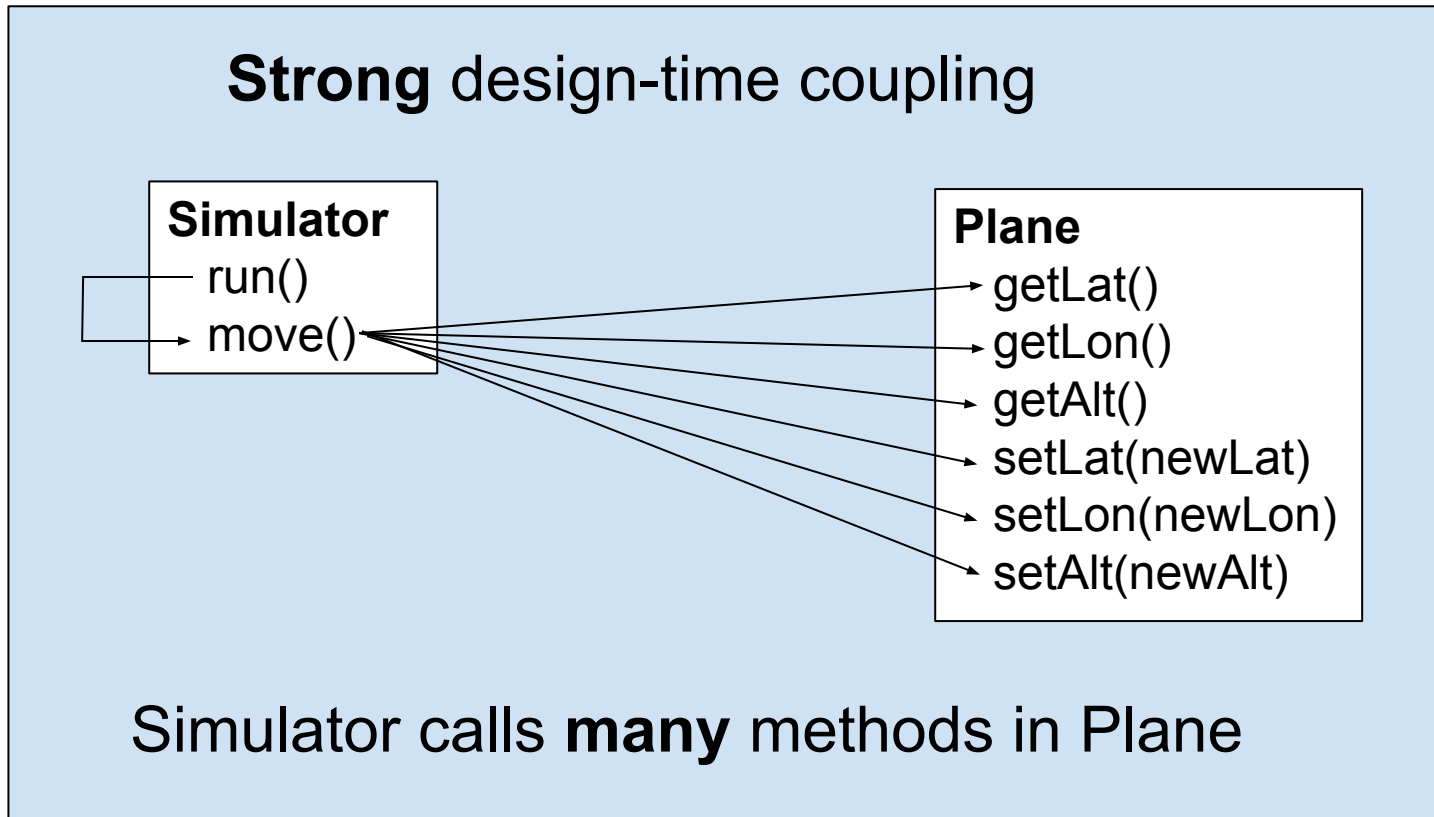 Strong design-time coupling
Simulator
run()
move()
Plane
getLat()
getLon()
getAlt()
setLat(newLat)
setLon(newLon)
setAlt(newAlt)
Simulator calls many methods in Plane